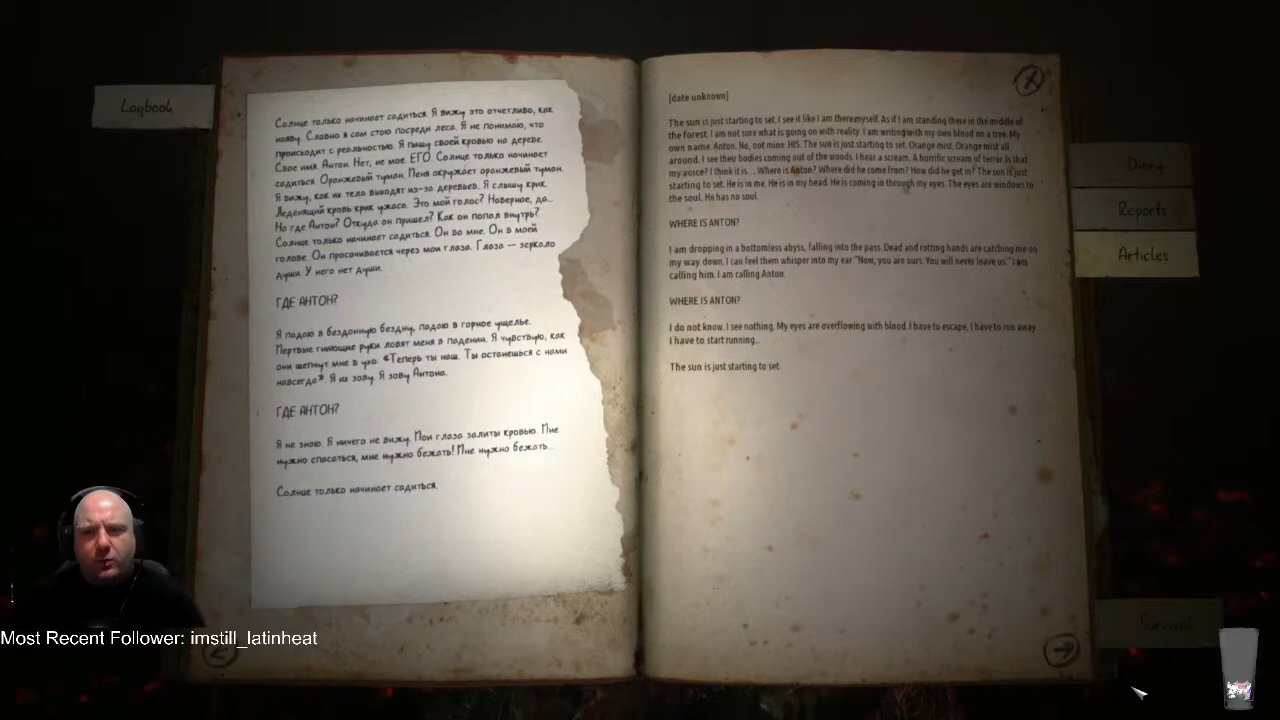 Logbook
Солнце только начинает садиться. Я вижу это отчетливо, как
наяву. Словно я сам стою посреди леса. Я не понимаю, что
происходит с реальностью. Я пишу своей кровью на дереве.
Свое имя. Антон. Нет, не мое. ЕГО. Солнце только начинает
садиться. Оранжевый туман. Пеня окружает оранжевый туман.
Я вижу, как их тела выходят из-за деревьев. Я слышу крик.
Леденящий кровь крик ужаса. Это мой голос? Наверное, да...
Но где Антон? Откуда он пришел? Как он попал внутрь?
Солнце только начинает садиться. Он во мне. Он в моей
голове. Он просачивается через мои глаза. Глаза — зеркало
души. У него нет души.
ГДЕ АНТОН?
Я падаю в бездонную бездну, падаю в горное ущелье.
Мертвые гниющие руки ловят меня в падении. Я чувствую, как
они шепчут мне в ухо: «Теперь ты наш. Ты останешься с нами
навсегда». Я их зову. Я зову Антона.
ГДЕ АНТОН?
Я не знаю. Я ничего не вижу. Мои глаза залиты кровью. Мне
нужно спасаться, мне нужно бежать! Мне нужно бежать...
Солнце только начинает садиться.
[date unknown]
The sun is just starting to set. I see it like I am there myself. As if I am standing there in the middle of
the forest. I am not sure what is going on with reality. I am writing with my own blood on a tree. My
own name. Anton. No, not mine. HIS. The sun is just starting to set. Orange mist. Orange mist all
around. I see their bodies coming out of the woods. I hear a scream. A horrific scream of terror. Is that
my voice? I think it is... Where is Anton? Where did he come from? How did he get in? The sun is just
starting to set. He is in me. He is in my head. He is coming in through my eyes. The eyes are windows to
the soul. He has no soul.
WHERE IS ANTON?
I am dropping in a bottomless abyss, falling into the pass. Dead and rotting hands are catching me on
my way down. I can feel them whisper into my ear "Now, you are ours. You will never leave us." I am
calling him. I am calling Anton.
WHERE IS ANTON?
I do not know. I see nothing. My eyes are overflowing with blood. I have to escape, I have to run away
I have to start running...
The sun is just starting to set.
Diary
Reports
Articles
Survival
Most Recent Follower: imstill_latinheat